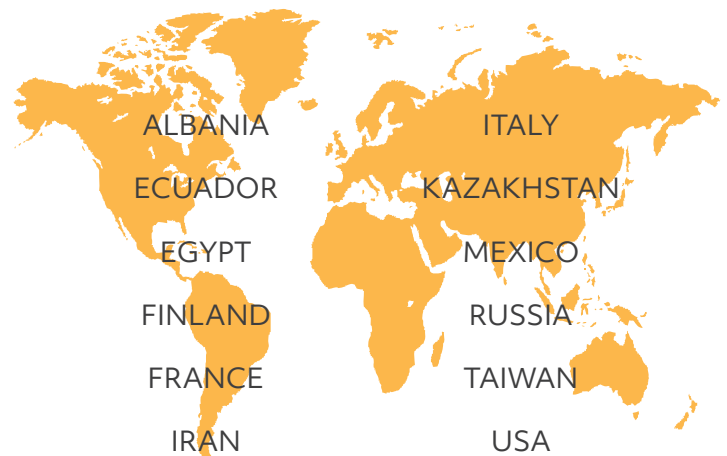 ALBANIA
ECUADOR
EGYPT
FINLAND
FRANCE
IRAN
ITALY
KAZAKHSTAN
MEXICO
RUSSIA
TAIWAN
USA